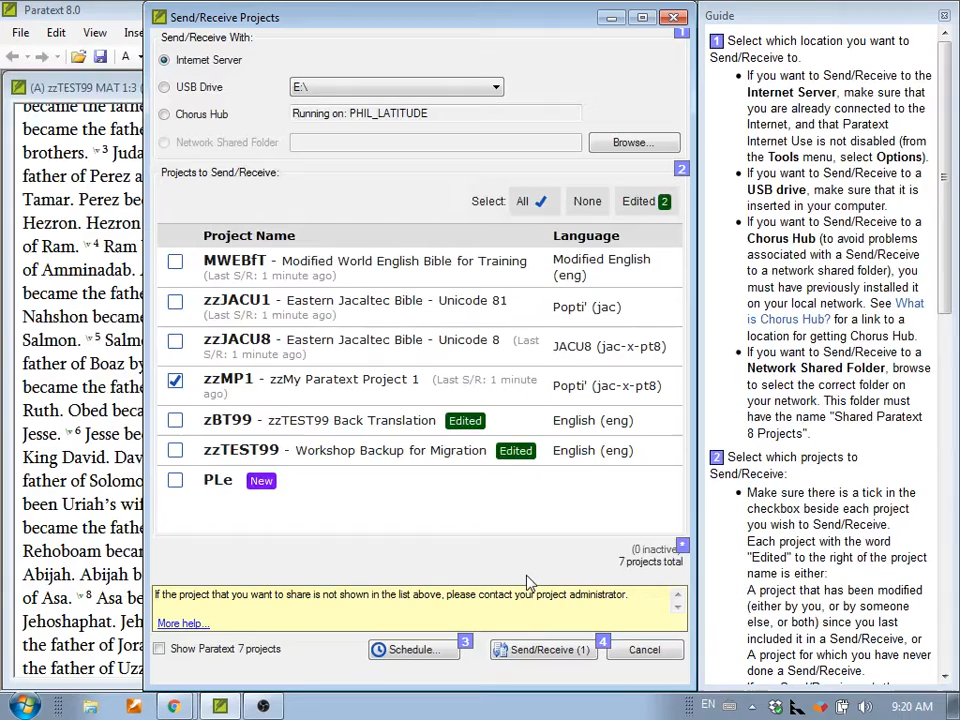 Paratext 8.0
File Edit View Inse
A
(A) zzTEST99 MAT 1:3 (
became the fathe
became the fathe
brothers. 3 Juda
father of Perez a
Tamar. Perez be
Hezron. Hezron
of Ram. 4 Ram
of Amminadab. A
became the fathe
Nahshon became
Salmon. 5 Salm
father of Boaz by
became the fathe
Ruth. Obed beca
Jesse. 6 Jesse be
King David. Dav
father of Solomo
been Uriah's wif
became the fathe
Rehoboam becam
Abijah. Abijah b
of Asa. 8 Asa be
Jehoshaphat. Jeh
the father of Jora
the father of Uzz
Send/Receive Projects
Send/Receive With:
1
Internet Server
USB Drive E:\
Chorus Hub Running on: PHIL_LATITUDE
Network Shared Folder Browse...
Projects to Send/Receive: 2
Select: All None Edited 2
Project Name Language
MWEBfT - Modified World English Bible for Training
(Last S/R: 1 minute ago)
Modified English
(eng)
zzJACU1 - Eastern Jacaltec Bible - Unicode 81
(Last S/R: 1 minute ago)
Popti' (jac)
zzJACU8 - Eastern Jacaltec Bible - Unicode 8 (Last
S/R: 1 minute ago)
JACU8 (jac-x-pt8)
zzMP1 - zzMy Paratext Project 1 (Last S/R: 1 minute
ago)
Popti' (jac-x-pt8)
zBT99 - zzTEST99 Back Translation Edited English (eng)
zzTEST99 - Workshop Backup for Migration Edited English (eng)
PLe New
(0 inactive)
*
7 projects total
If the project that you want to share is not shown in the list above, please contact your project administrator.
More help...
Show Paratext 7 projects Schedule... 3 Send/Receive (1) 4 Cancel
Guide
1 Select which location you want to
Send/Receive to.
• If you want to Send/Receive to the
Internet Server, make sure that
you are already connected to the
Internet, and that Paratext
Internet Use is not disabled (from
the Tools menu, select Options).
• If you want to Send/Receive to a
USB drive, make sure that it is
inserted in your computer.
• If you want to Send/Receive to a
Chorus Hub (to avoid problems
associated with a Send/Receive
to a network shared folder), you
must have previously installed it
on your local network. See What
is Chorus Hub? for a link to a
location for getting Chorus Hub.
• If you want to Send/Receive to a
Network Shared Folder, browse
to select the correct folder on
your network. This folder must
have the name "Shared Paratext
8 Projects".
2 Select which projects to
Send/Receive:
• Make sure there is a tick in the
checkbox beside each project
you wish to Send/Receive.
Each project with the word
"Edited" to the right of the project
name is either:
A project that has been modified
(either by you, or by someone
else, or both) since you last
included it in a Send/Receive, or
A project for which you have never
done a Send/Receive.
EN 9:20 AM